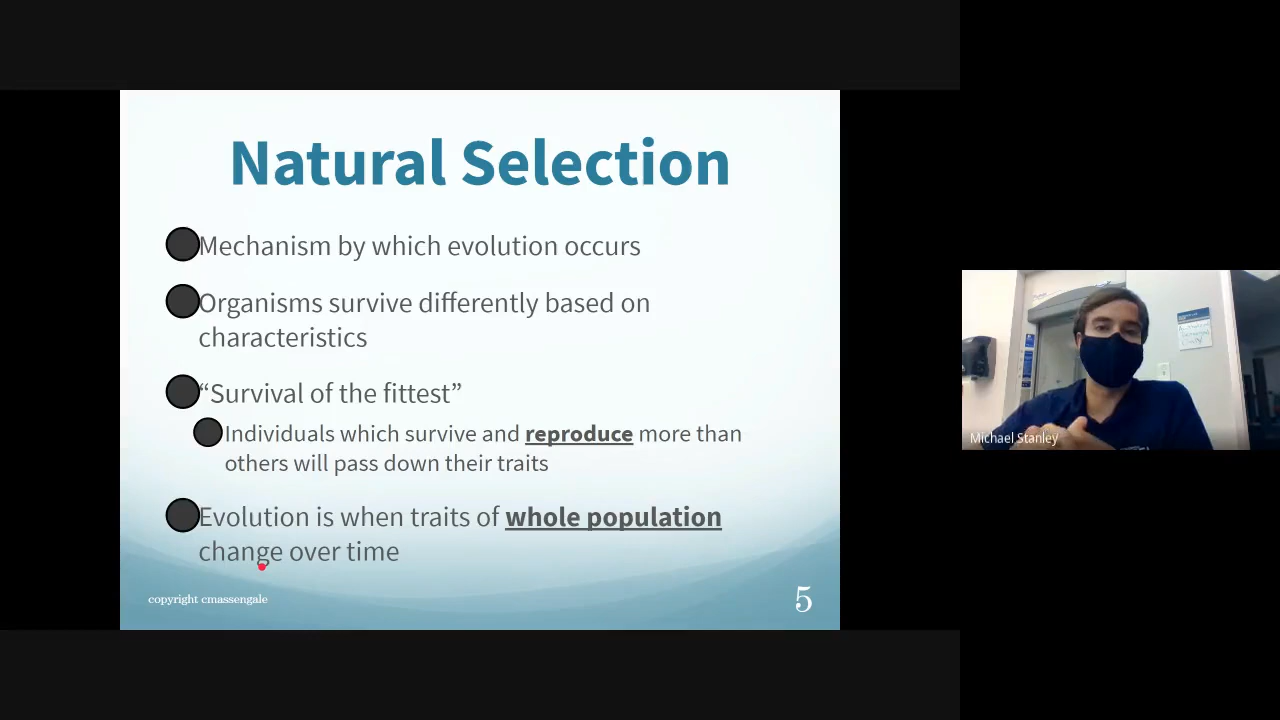 Natural Selection
Mechanism by which evolution occurs
Organisms survive differently based on
characteristics
“Survival of the fittest”
Individuals which survive and reproduce more than
others will pass down their traits
Evolution is when traits of whole population
change over time
copyright cmassengale
5
Michael Stanley